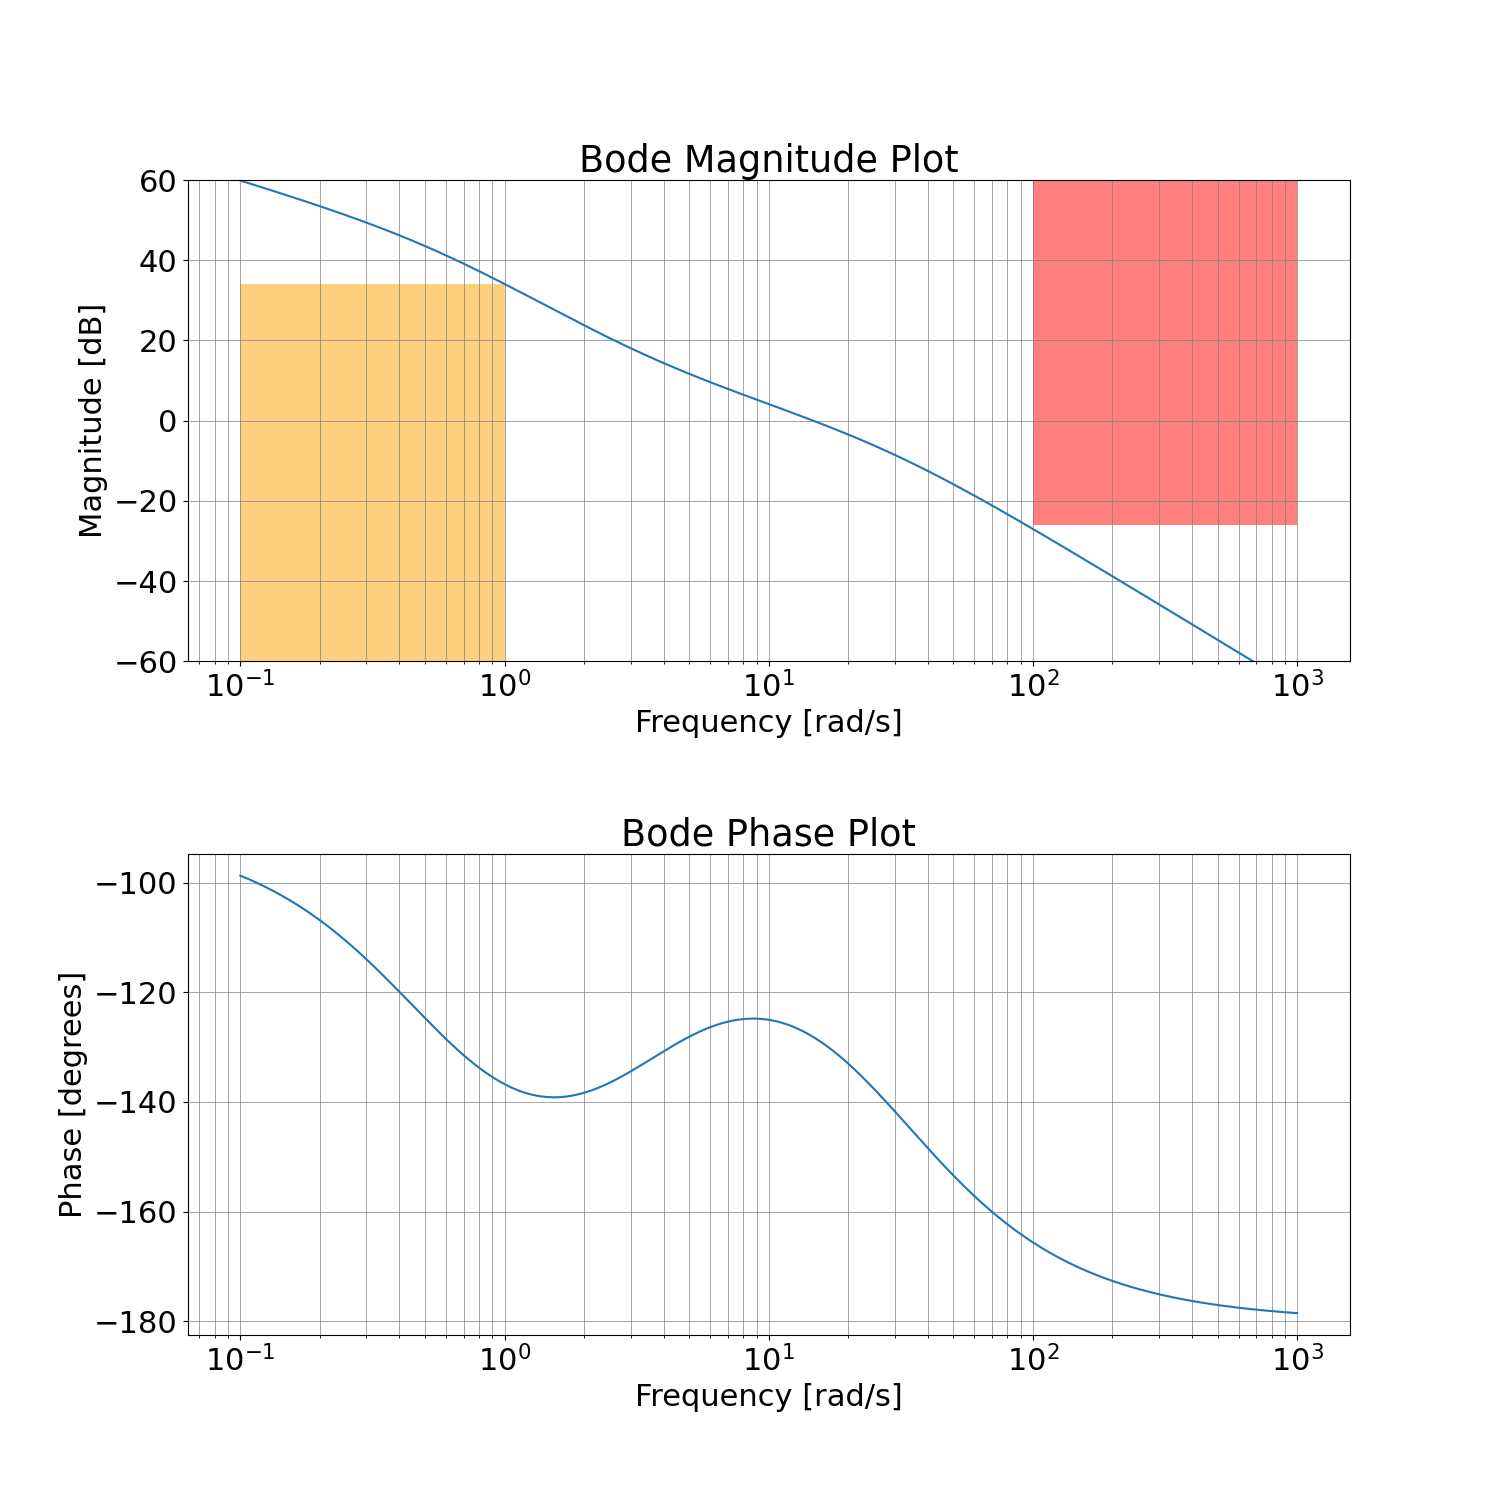 Bode Magnitude Plot
60
40
20
0
−20
−40
−60
Magnitude [dB]
10⁻¹ 10⁰ 10¹ 10² 10³
Frequency [rad/s]
Bode Phase Plot
−100
−120
−140
−160
−180
Phase [degrees]
10⁻¹ 10⁰ 10¹ 10² 10³
Frequency [rad/s]